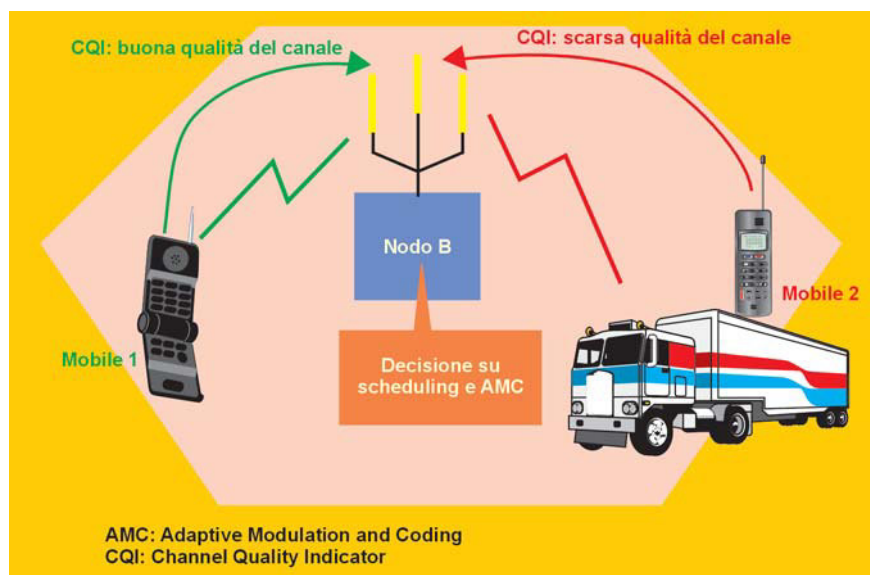 CQI: buona qualità del canale
CQI: scarsa qualità del canale
Nodo B
Mobile 2
Mobile 1
Decisione su
scheduling e AMC
AMC: Adaptive Modulation and Coding
CQI: Channel Quality Indicator